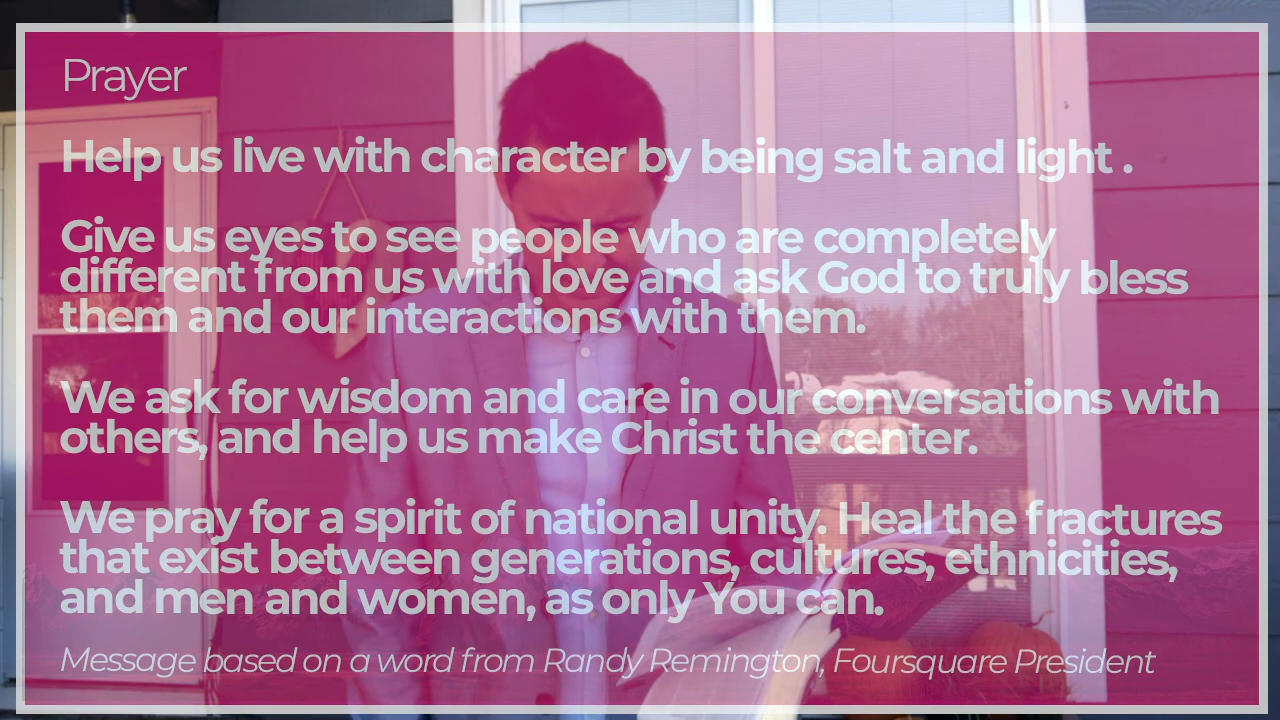 Prayer
Help us live with character by being salt and light .
Give us eyes to see people who are completely
different from us with love and ask God to truly bless
them and our interactions with them.
We ask for wisdom and care in our conversations with
others, and help us make Christ the center.
We pray for a spirit of national unity. Heal the fractures
that exist between generations, cultures, ethnicities,
and men and women, as only You can.
Message based on a word from Randy Remington, Foursquare President